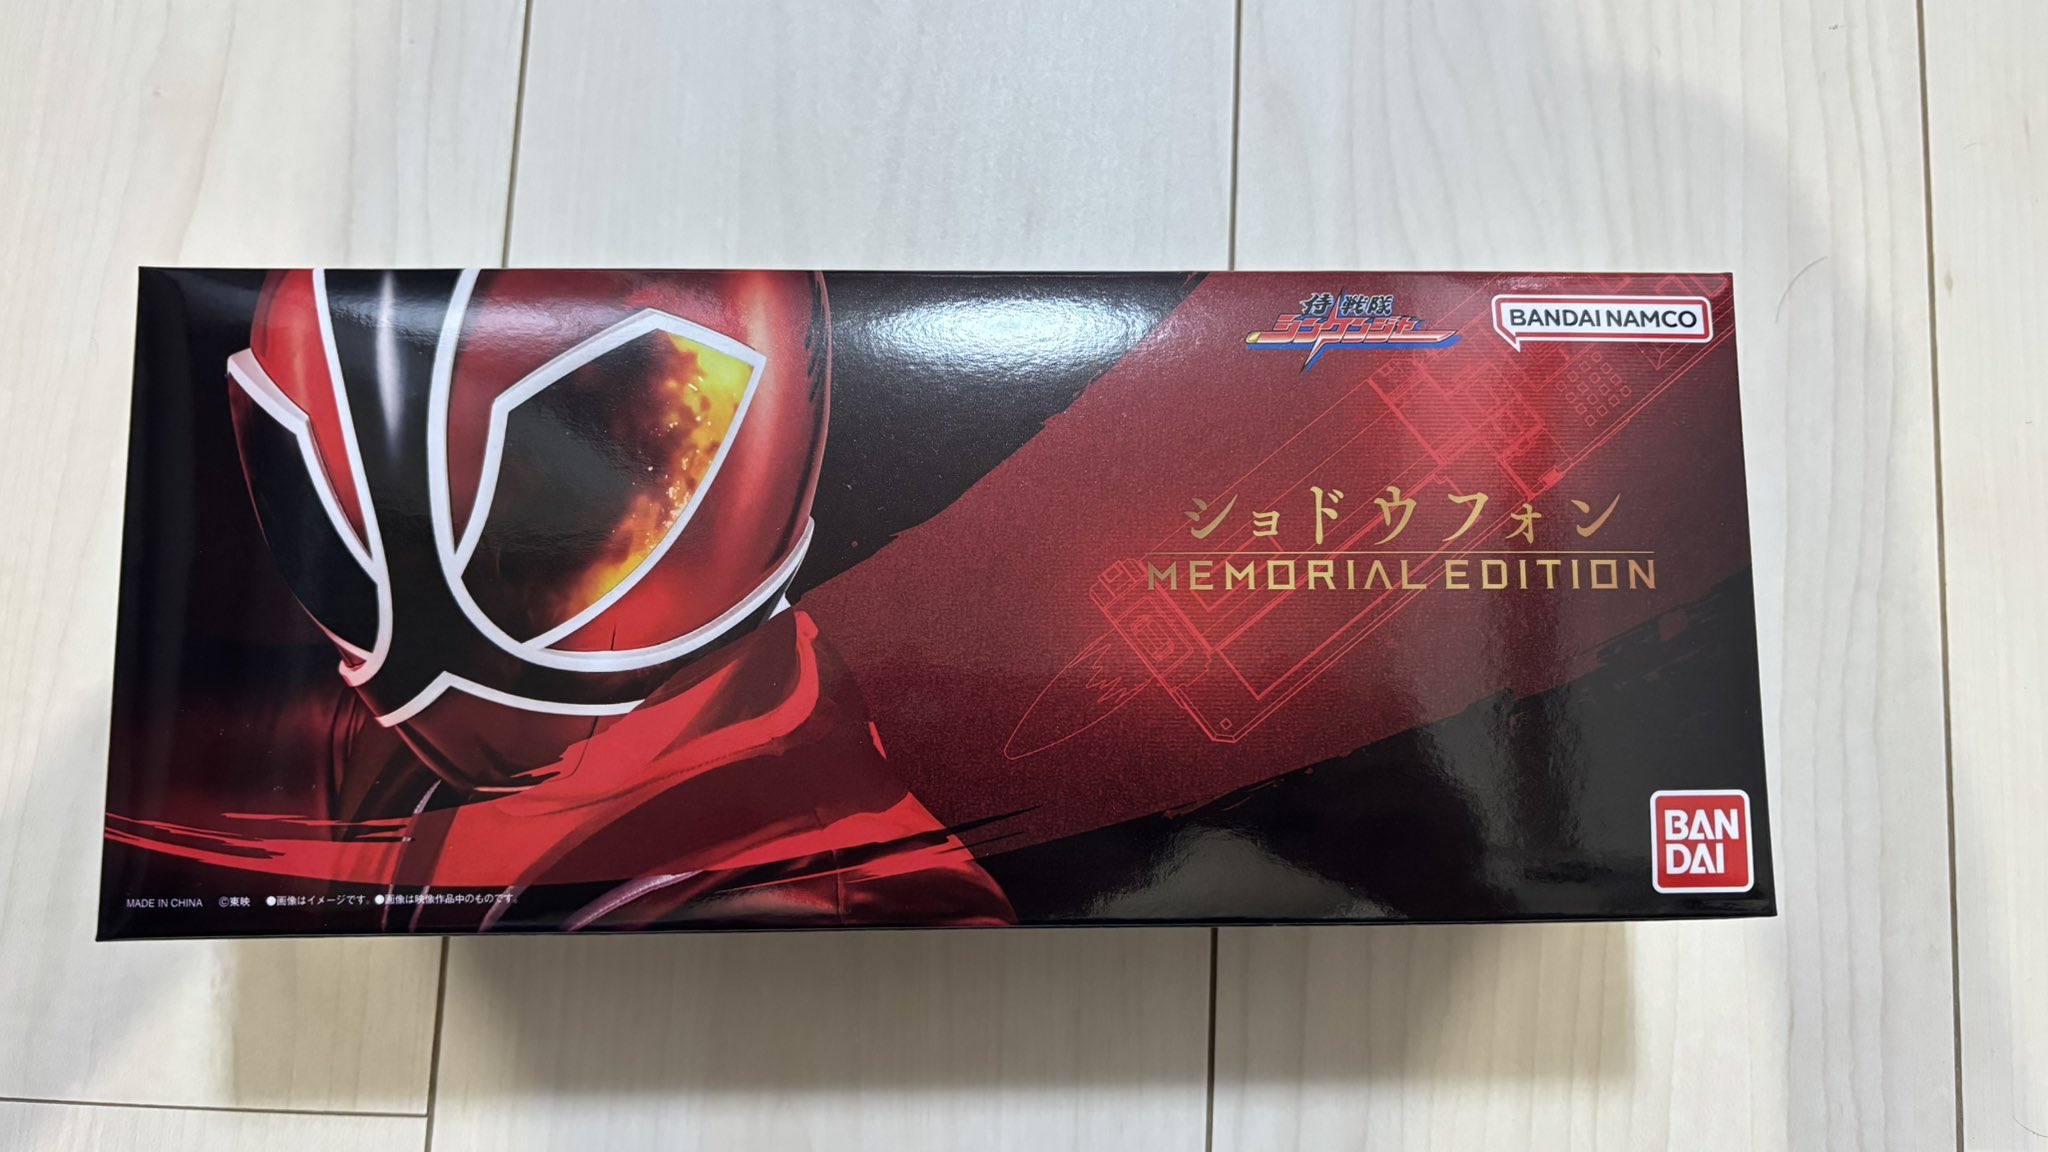 侍戦隊
シンケンジャー
BANDAI NAMCO
ショドウフォン
MEMORIAL EDITION
BAN
DAI
MADE IN CHINA ©東映 ●画像はイメージです。●画像は映像作品中のものです。